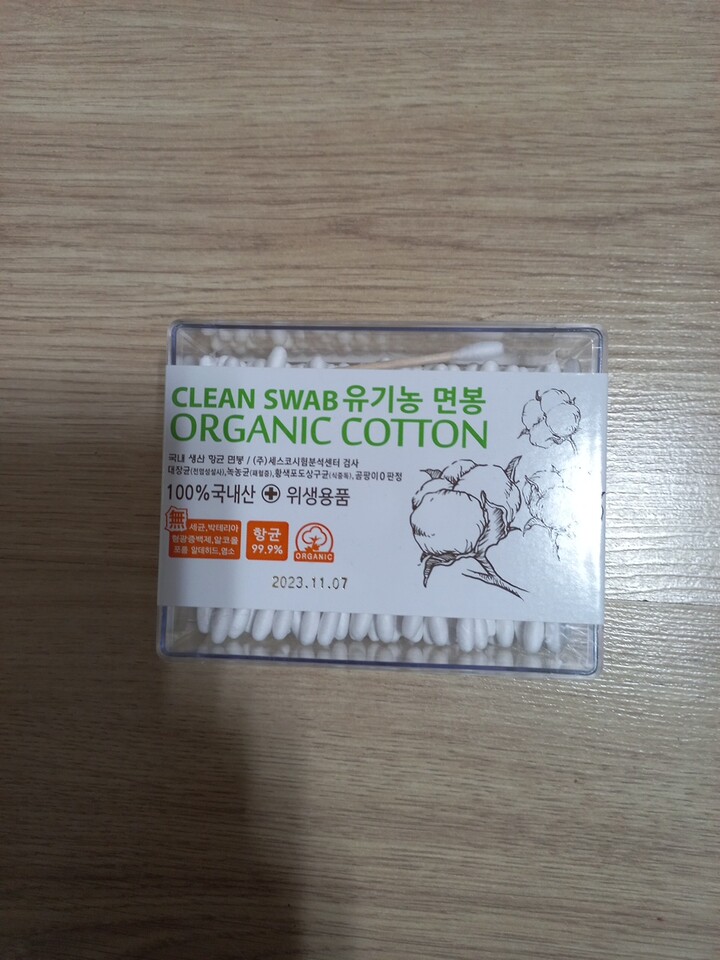 CLEAN SWAB 유기농 면봉
ORGANIC COTTON
국내 생산 항균 면봉 / (주)세스코시험분석센터 검사
대장균(전염성설사),녹농균(패혈증),황색포도상구균(식중독),곰팡이0판정
100%국내산 위생용품
無 세균,박테리아
형광증백제,알코올
포름 알데히드,염소
항균
99.9%
ORGANIC
2023.11.07